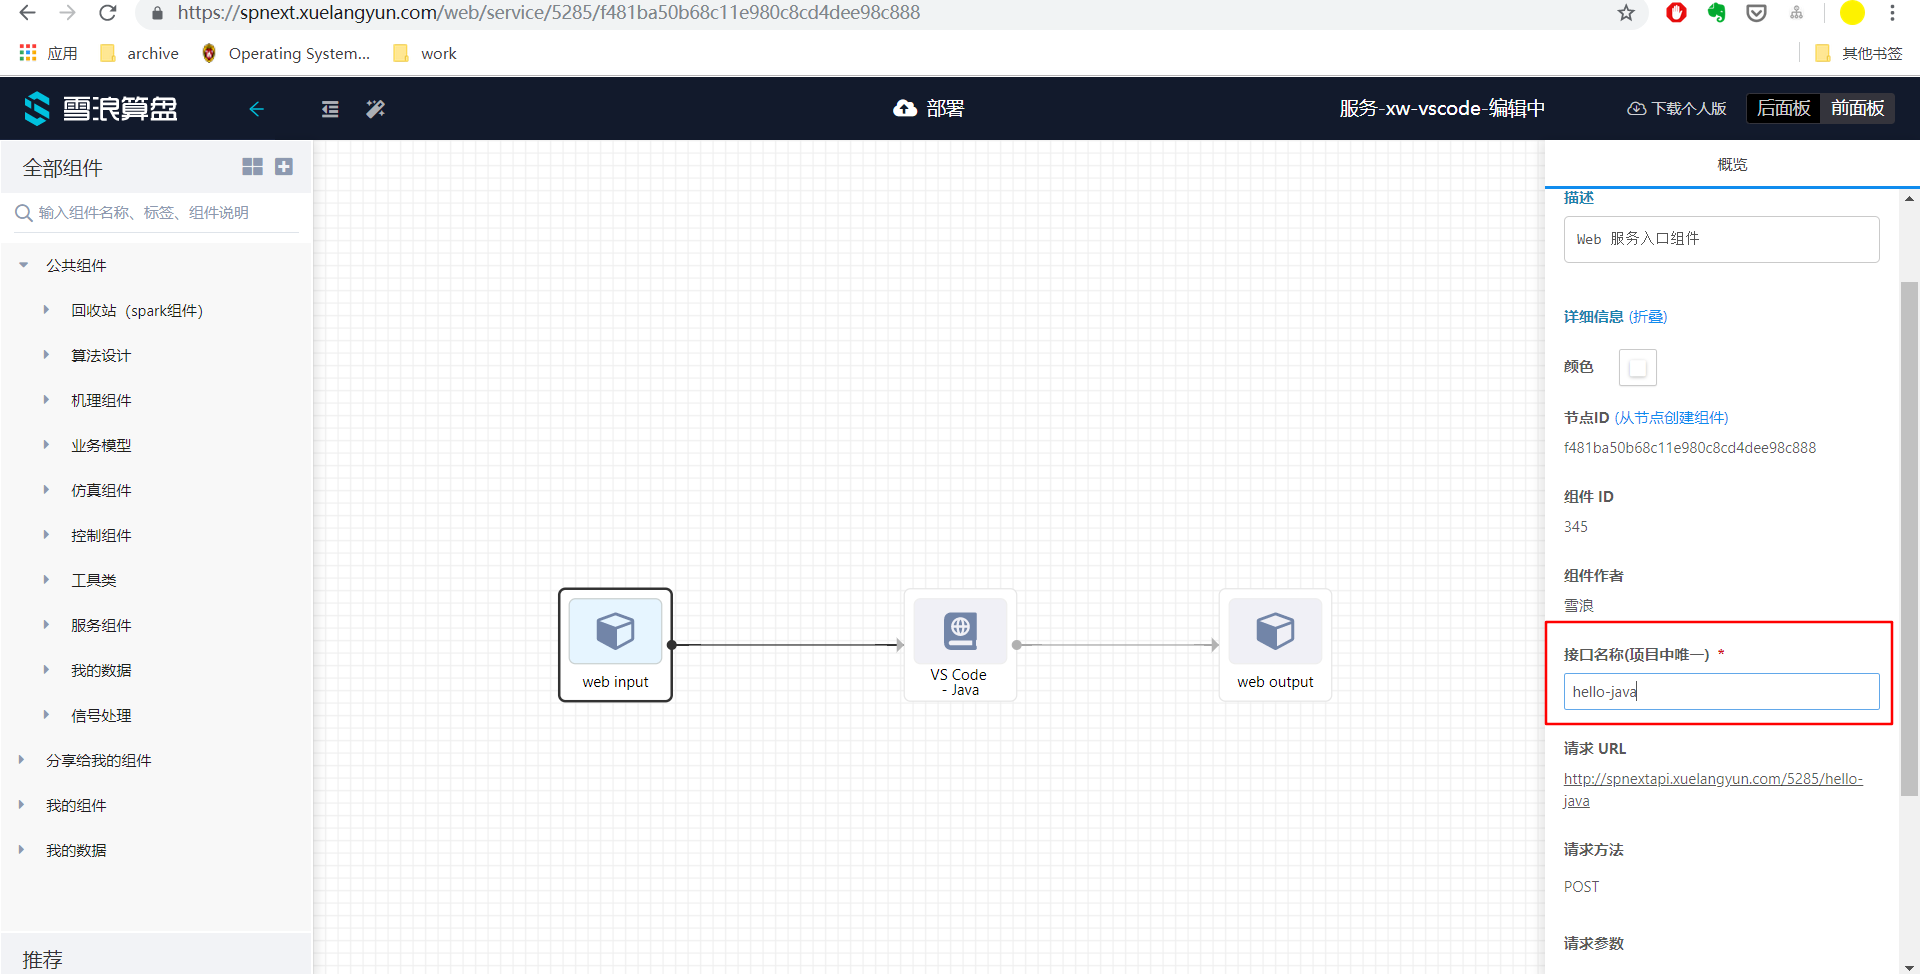 https://spnext.xuelangyun.com/web/service/5285/f481ba50b68c11e980c8cd4dee98c888
应用 archive Operating System... work 其他书签
雪浪算盘 部署 服务-xw-vscode-编辑中 下载个人版 后面板 前面板
全部组件
输入组件名称、标签、组件说明
公共组件
回收站（spark组件）
算法设计
机理组件
业务模型
仿真组件
控制组件
工具类
服务组件
我的数据
信号处理
分享给我的组件
我的组件
我的数据
推荐
web input
VS Code
- Java
web output
概览
描述
Web 服务入口组件
详细信息 (折叠)
颜色
节点ID (从节点创建组件)
f481ba50b68c11e980c8cd4dee98c888
组件 ID
345
组件作者
雪浪
接口名称(项目中唯一) *
hello-java
请求 URL
http://spnextapi.xuelangyun.com/5285/hello-
java
请求方法
POST
请求参数